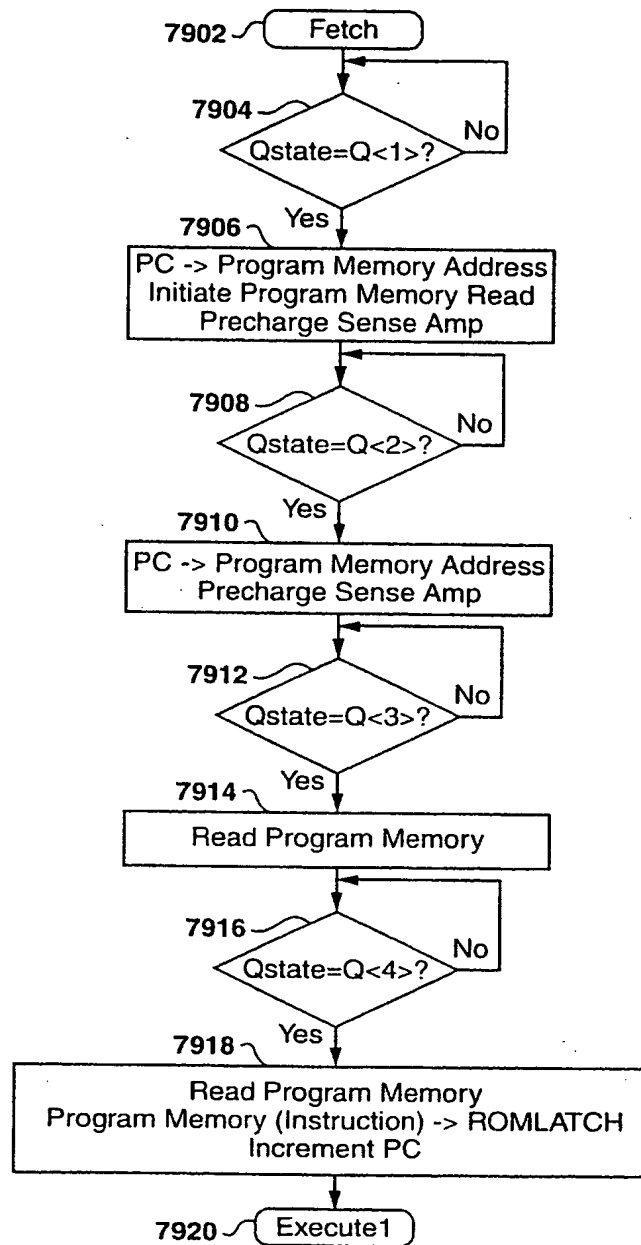 7902
Fetch
7904
Qstate=Q<1>?
No
Yes
7906
PC -> Program Memory Address
Initiate Program Memory Read
Precharge Sense Amp
7908
Qstate=Q<2>?
No
Yes
7910
PC -> Program Memory Address
Precharge Sense Amp
7912
Qstate=Q<3>?
No
Yes
7914
Read Program Memory
7916
Qstate=Q<4>?
No
Yes
7918
Read Program Memory
Program Memory (Instruction) -> ROMLATCH
Increment PC
7920
Execute1